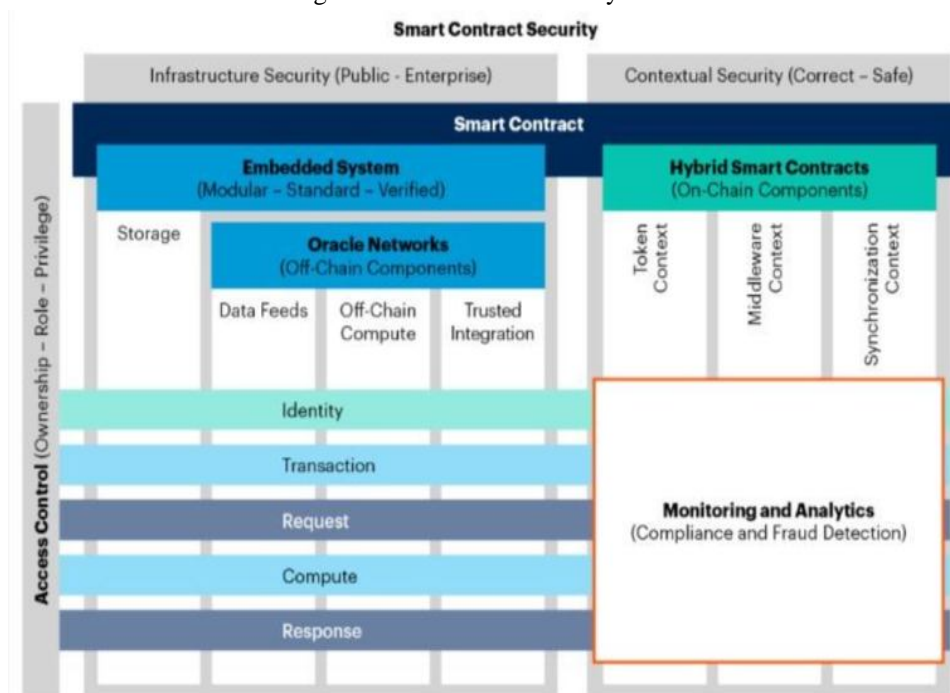 Smart Contract Security
Infrastructure Security (Public - Enterprise)
Contextual Security (Correct – Safe)
Smart Contract
Embedded System
(Modular – Standard – Verified)
Hybrid Smart Contracts
(On-Chain Components)
Storage
Oracle Networks
(Off-Chain Components)
Data Feeds
Off-Chain
Compute
Trusted
Integration
Token
Context
Middleware
Context
Synchronization
Context
Access Control (Ownership – Role – Privilege)
Identity
Transaction
Request
Compute
Response
Monitoring and Analytics
(Compliance and Fraud Detection)